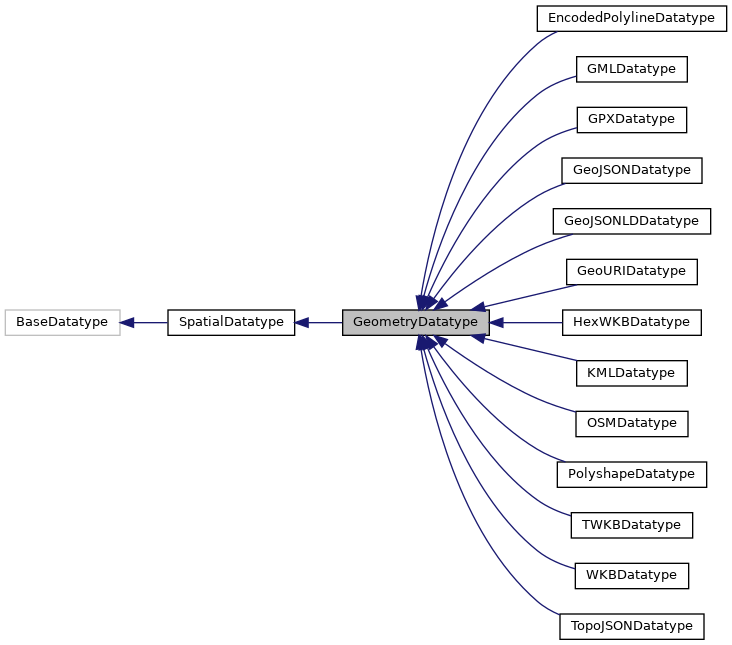 EncodedPolylineDatatype
GMLDatatype
GPXDatatype
GeoJSONDatatype
GeoJSONLDDatatype
GeoURIDatatype
BaseDatatype
SpatialDatatype
GeometryDatatype
HexWKBDatatype
KMLDatatype
OSMDatatype
PolyshapeDatatype
TWKBDatatype
WKBDatatype
TopoJSONDatatype